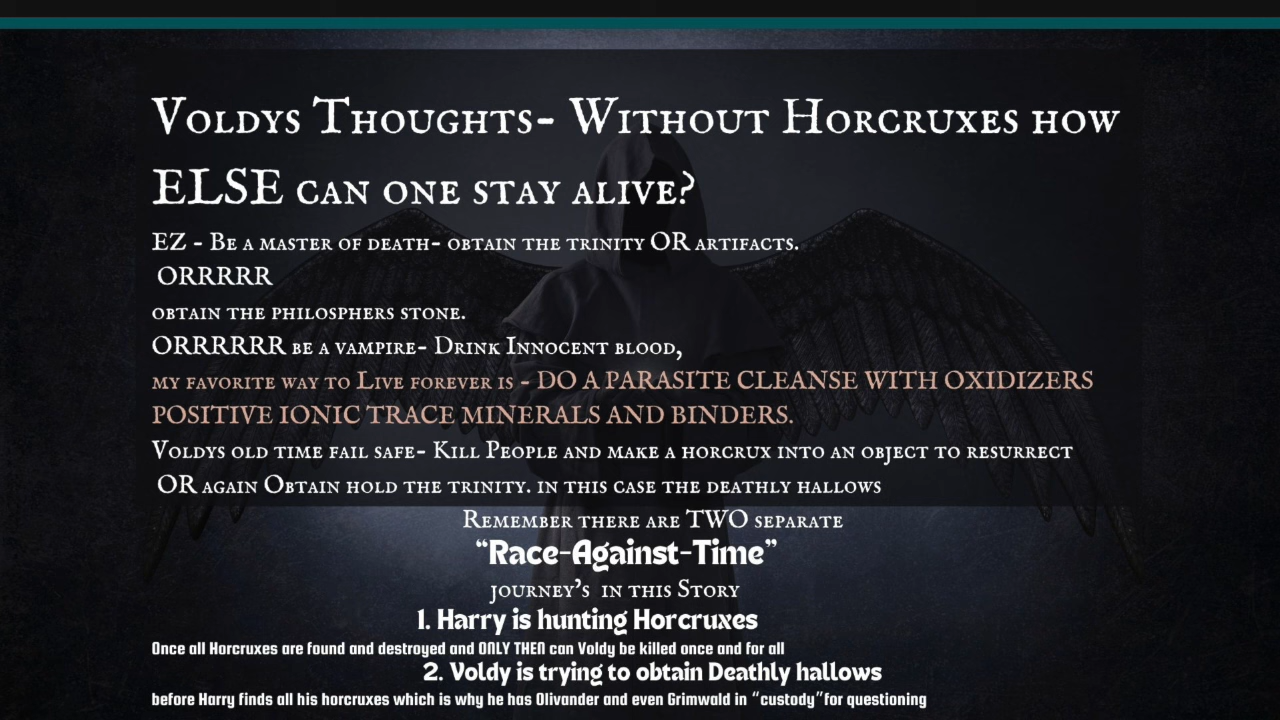 Voldys Thoughts- Without Horcruxes how
ELSE can one stay alive?
EZ - Be a master of death- obtain the trinity OR artifacts.
ORRRRR
obtain the philosphers stone.
ORRRRRR be a vampire- Drink Innocent blood,
my favorite way to Live forever is - DO A PARASITE CLEANSE WITH OXIDIZERS
POSITIVE IONIC TRACE MINERALS AND BINDERS.
Voldys old time fail safe- Kill People and make a horcrux into an object to resurrect
OR again Obtain hold the trinity. in this case the deathly hallows
Remember there are TWO separate
“Race-Against-Time”
journey's in this Story
1. Harry is hunting Horcruxes
Once all Horcruxes are found and destroyed and ONLY THEN can Voldy be killed once and for all
2. Voldy is trying to obtain Deathly hallows
before Harry finds all his horcruxes which is why he has Olivander and even Grimwald in “custody”for questioning